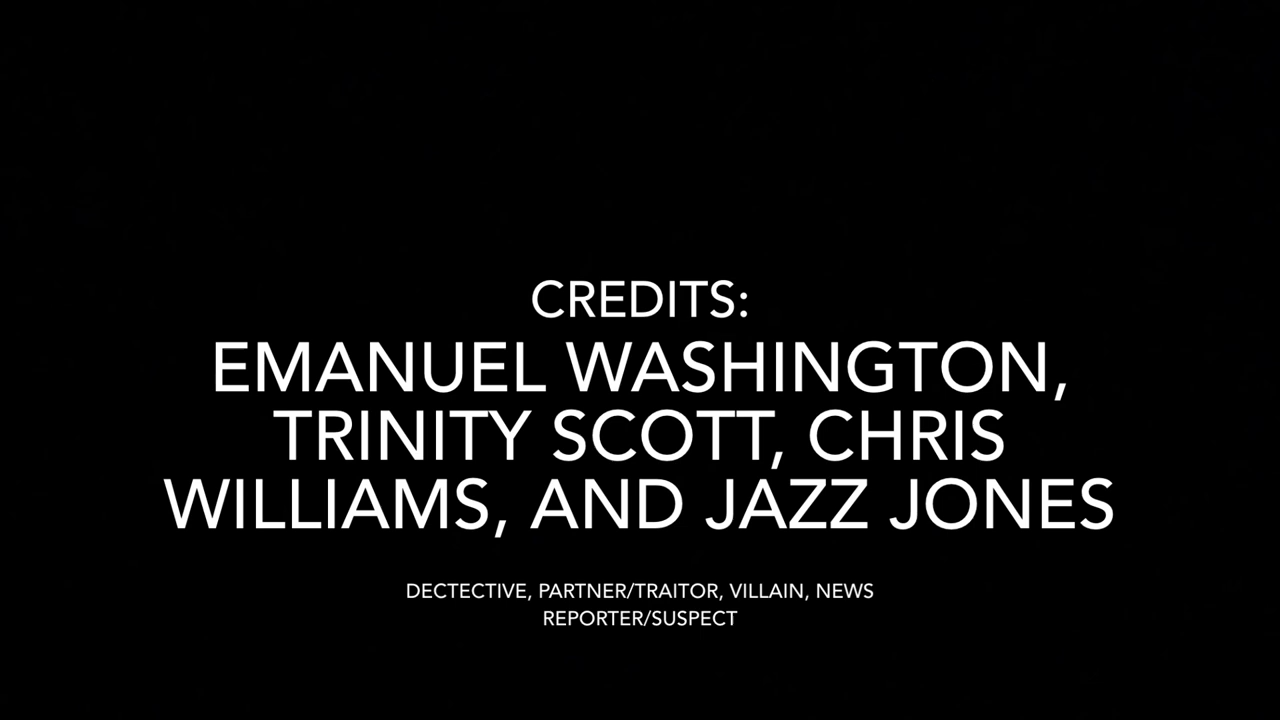 CREDITS:
EMANUEL WASHINGTON,
TRINITY SCOTT, CHRIS
WILLIAMS, AND JAZZ JONES
DECTECTIVE, PARTNER/TRAITOR, VILLAIN, NEWS
REPORTER/SUSPECT